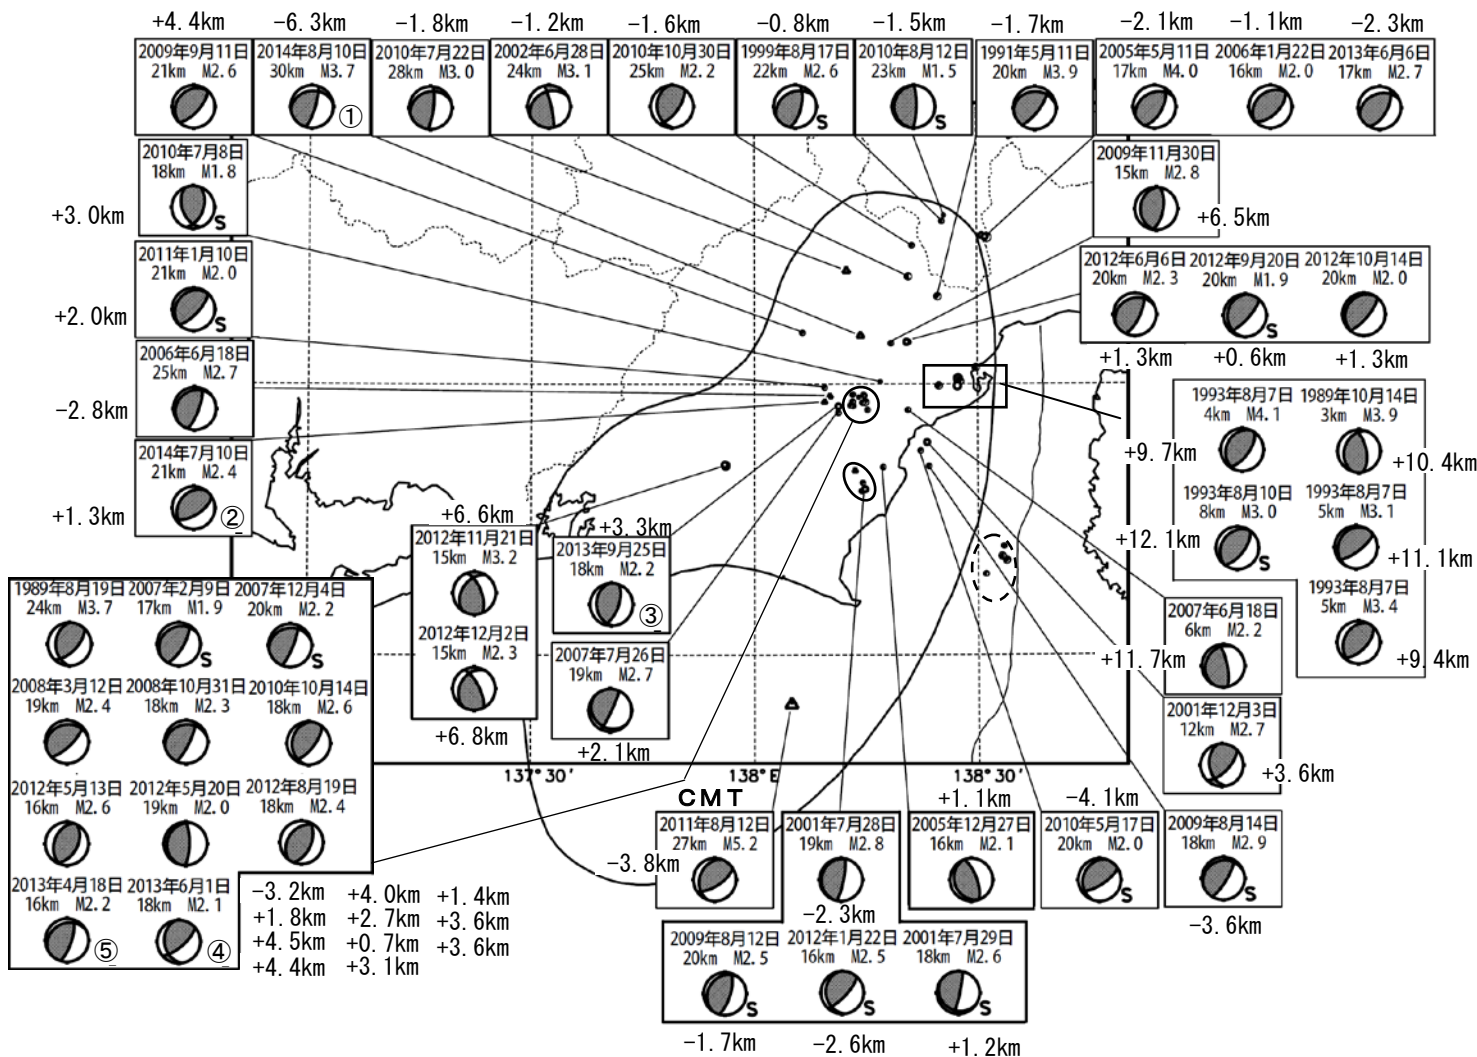 +4.4km -6.3km -1.8km -1.2km -1.6km -0.8km -1.5km -1.7km -2.1km -1.1km -2.3km
2009年9月11日
21km M2.6
2014年8月10日
30km M3.7
①
2010年7月22日
28km M3.0
2002年6月28日
24km M3.1
2010年10月30日
25km M2.2
1999年8月17日
22km M2.6
S
2010年8月12日
23km M1.5
S
1991年5月11日
20km M3.9
2005年5月11日
17km M4.0
2006年1月22日
16km M2.0
2013年6月6日
17km M2.7
2010年7月8日
18km M1.8
S
+3.0km
2009年11月30日
15km M2.8
+6.5km
2011年1月10日
21km M2.0
S
+2.0km
2012年6月6日
20km M2.3
2012年9月20日
20km M1.9
S
2012年10月14日
20km M2.0
+1.3km +0.6km +1.3km
2006年6月18日
25km M2.7
-2.8km
2014年7月10日
21km M2.4
②
+1.3km
1993年8月7日
4km M4.1
+9.7km
1989年10月14日
3km M3.9
+10.4km
1993年8月10日
8km M3.0
+12.1km
1993年8月7日
5km M3.1
+11.1km
1993年8月7日
5km M3.4
+9.4km
+6.6km
2012年11月21日
15km M3.2
2012年12月2日
15km M2.3
+6.8km
+3.3km
2013年9月25日
18km M2.2
③
2007年7月26日
19km M2.7
+2.1km
2007年6月18日
6km M2.2
+11.7km
2001年12月3日
12km M2.7
+3.6km
1989年8月19日
24km M3.7
2007年2月9日
17km M1.9
S
2007年12月4日
20km M2.2
S
2008年3月12日
19km M2.4
2008年10月31日
18km M2.3
2010年10月14日
18km M2.6
2012年5月13日
16km M2.6
2012年5月20日
19km M2.0
2012年8月19日
18km M2.4
2013年4月18日
16km M2.2
⑤
2013年6月1日
18km M2.1
④
-3.2km +4.0km +1.4km
+1.8km +2.7km +3.6km
+4.5km +0.7km +3.6km
+4.4km +3.1km
137°30′ 138°E 138°30′
CMT
2011年8月12日
27km M5.2
-3.8km
2001年7月28日
19km M2.8
-2.3km
+1.1km
2005年12月27日
16km M2.1
-4.1km
2010年5月17日
20km M2.0
S
2009年8月14日
18km M2.9
S
-3.6km
2009年8月12日
20km M2.5
S
2012年1月22日
16km M2.5
S
2001年7月29日
18km M2.6
S
-1.7km -2.6km +1.2km